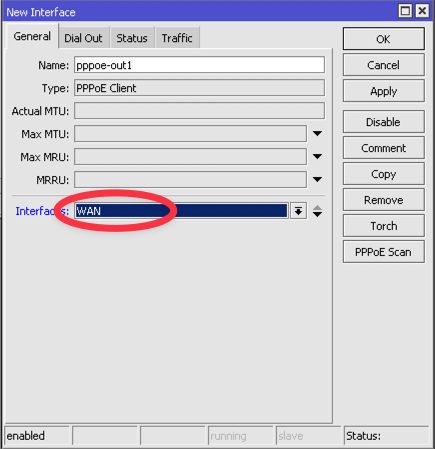 New Interface
General Dial Out Status Traffic
Name: pppoe-out1
Type: PPPoE Client
Actual MTU:
Max MTU:
Max MRU:
MRRU:
Interfaces: WAN
OK
Cancel
Apply
Disable
Comment
Copy
Remove
Torch
PPPoE Scan
enabled running slave Status: